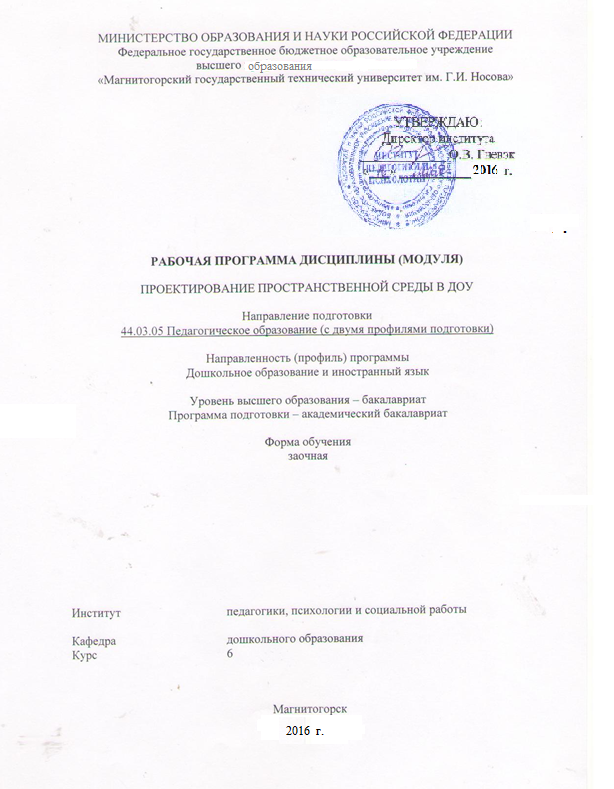 МИНИСТЕРСТВО ОБРАЗОВАНИЯ И НАУКИ РОССИЙСКОЙ ФЕДЕРАЦИИ
Федеральное государственное бюджетное образовательное учреждение
высшего образования
«Магнитогорский государственный технический университет им. Г.И. Носова»
УТВЕРЖДАЮ:
Директор института
2016 г.
РАБОЧАЯ ПРОГРАММА ДИСЦИПЛИНЫ (МОДУЛЯ)
ПРОЕКТИРОВАНИЕ ПРОСТРАНСТВЕННОЙ СРЕДЫ В ДОУ
Направление подготовки
44.03.05 Педагогическое образование (с двумя профилями подготовки)
Направленность (профиль) программы
Дошкольное образование и иностранный язык
Уровень высшего образования – бакалавриат
Программа подготовки – академический бакалавриат
Форма обучения
заочная
Институт педагогики, психологии и социальной работы
Кафедра дошкольного образования
Курс 6
Магнитогорск
2016 г.